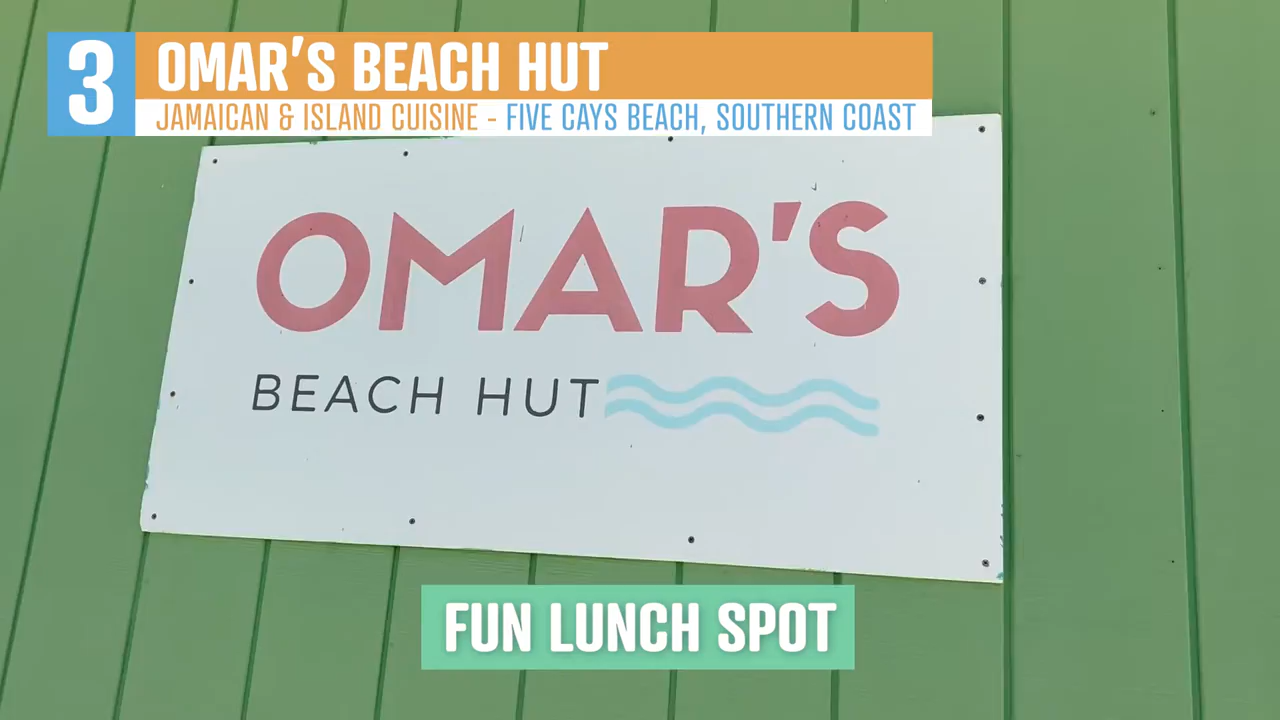 3
OMAR'S BEACH HUT
JAMAICAN & ISLAND CUISINE - FIVE CAYS BEACH, SOUTHERN COAST
OMAR'S
BEACH HUT
FUN LUNCH SPOT